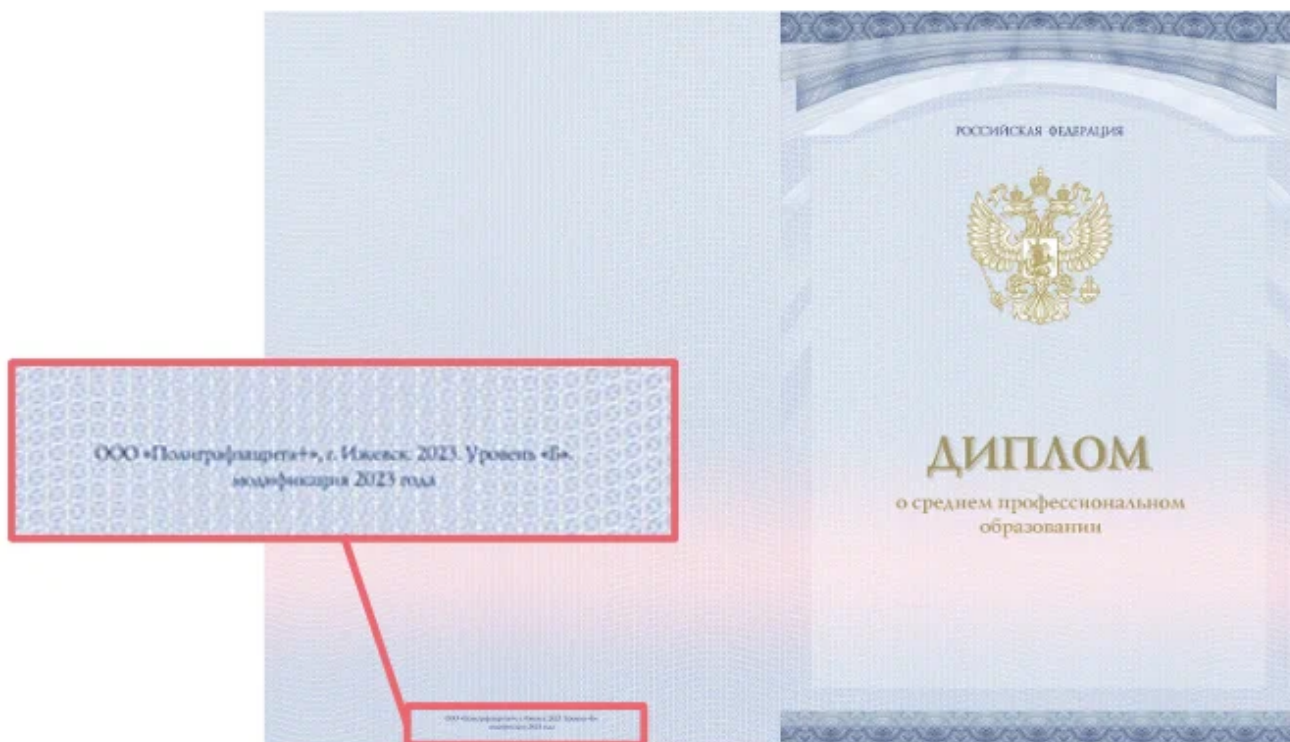 РОССИЙСКАЯ ФЕДЕРАЦИЯ
ДИПЛОМ
о среднем профессиональном
образовании
ООО «Полиграфзащита+», г. Ижевск. 2023. Уровень «Б».
модификация 2023 года